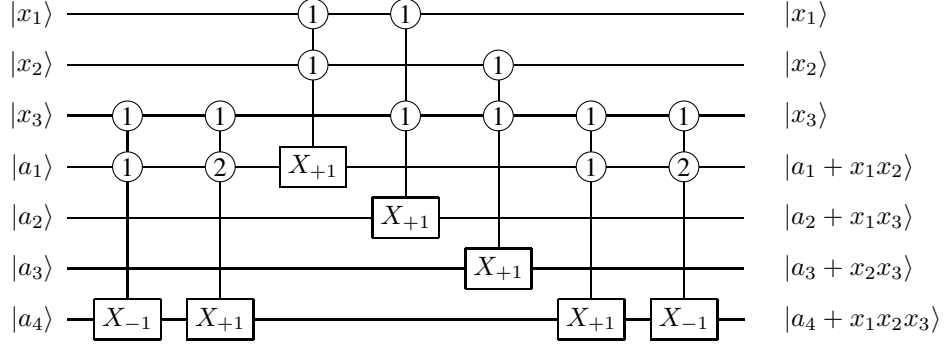 |x₁⟩ 1 1 |x₁⟩
|x₂⟩ 1 1 |x₂⟩
|x₃⟩ 1 1 1 1 1 1 |x₃⟩
|a₁⟩ 1 2 X₊₁ 1 2 |a₁ + x₁x₂⟩
|a₂⟩ X₊₁ |a₂ + x₁x₃⟩
|a₃⟩ X₊₁ |a₃ + x₂x₃⟩
|a₄⟩ X₋₁ X₊₁ X₊₁ X₋₁ |a₄ + x₁x₂x₃⟩